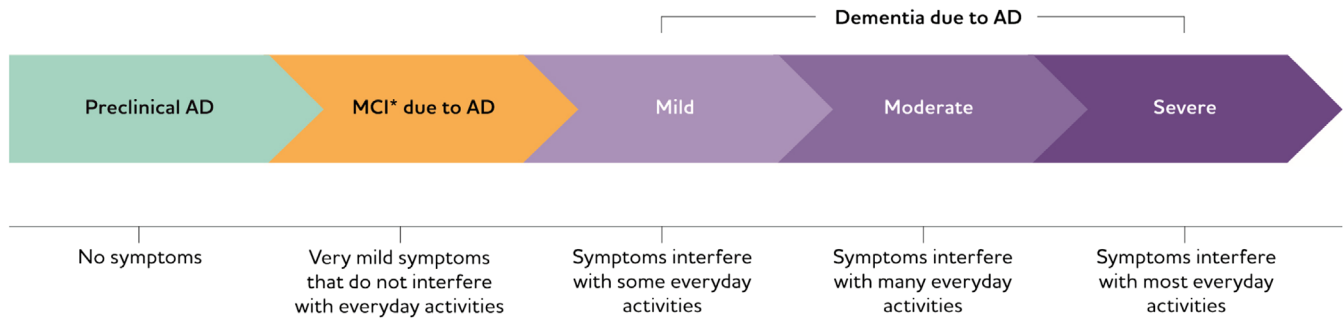 Dementia due to AD
Preclinical AD
MCI* due to AD
Mild
Moderate
Severe
No symptoms
Very mild symptoms
that do not interfere
with everyday activities
Symptoms interfere
with some everyday
activities
Symptoms interfere
with many everyday
activities
Symptoms interfere
with most everyday
activities